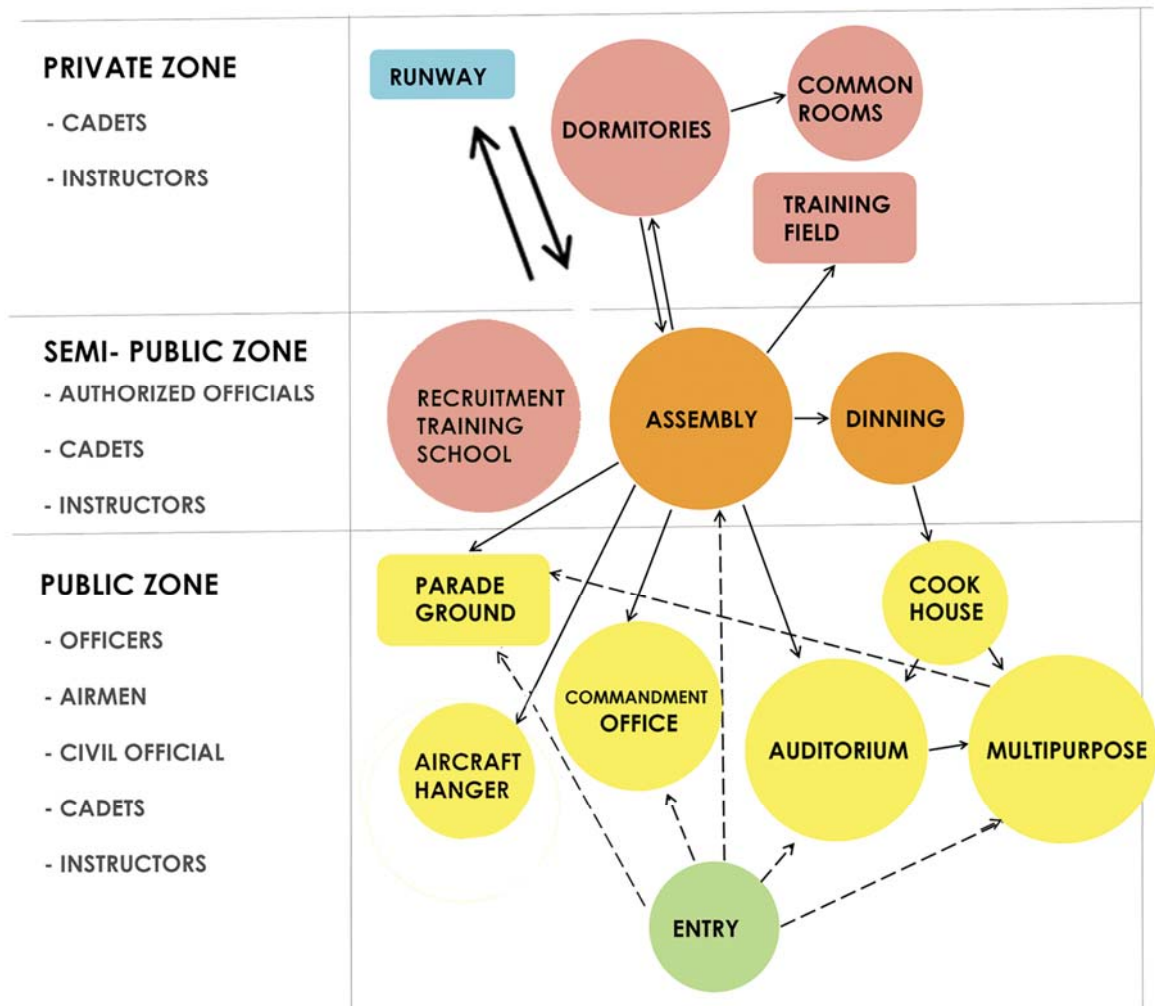 PRIVATE ZONE
- CADETS
- INSTRUCTORS
RUNWAY
DORMITORIES
COMMON
ROOMS
TRAINING
FIELD
SEMI- PUBLIC ZONE
- AUTHORIZED OFFICIALS
- CADETS
- INSTRUCTORS
RECRUITMENT
TRAINING
SCHOOL
ASSEMBLY
DINNING
PUBLIC ZONE
- OFFICERS
- AIRMEN
- CIVIL OFFICIAL
- CADETS
- INSTRUCTORS
PARADE
GROUND
COOK
HOUSE
COMMANDMENT
OFFICE
AIRCRAFT
HANGER
AUDITORIUM
MULTIPURPOSE
ENTRY